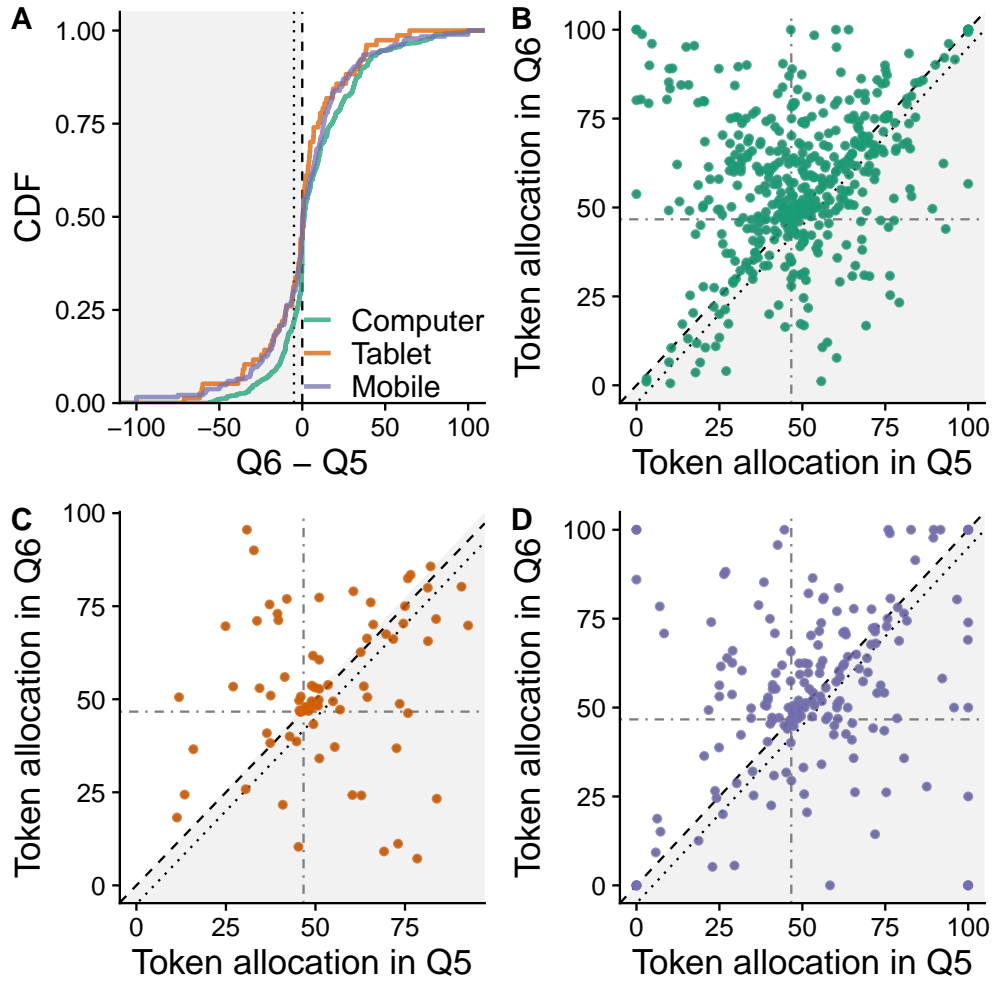 A
CDF
1.00
0.75
0.50
0.25
0.00
−100
−50
0
50
100
Q6 − Q5
Computer
Tablet
Mobile
B
Token allocation in Q6
100
75
50
25
0
0
25
50
75
100
Token allocation in Q5
C
Token allocation in Q6
100
75
50
25
0
0
25
50
75
Token allocation in Q5
D
Token allocation in Q6
100
75
50
25
0
0
25
50
75
100
Token allocation in Q5